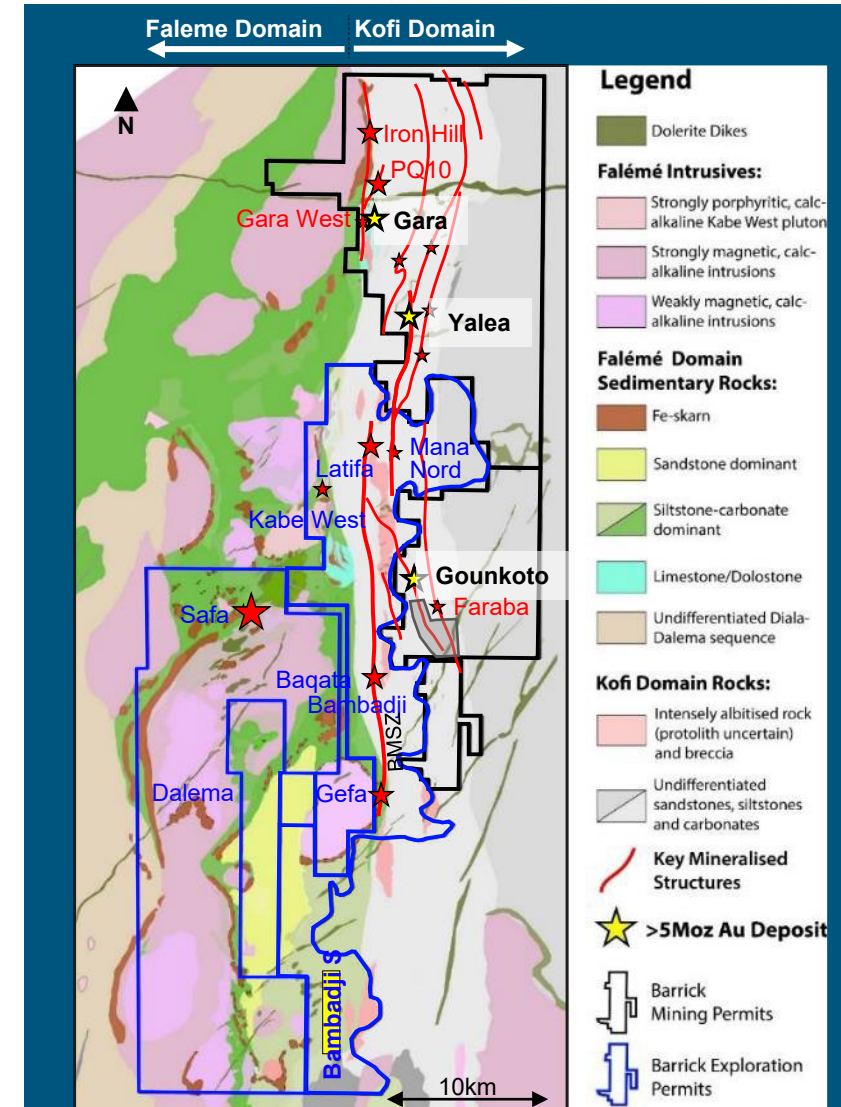 Faleme Domain Kofi Domain
N
Iron Hill
PQ10
Gara West
Gara
Yalea
Latifa
Mana
Nord
Kabe West
Gounkoto
Faraba
Safa
Baqata
Bambadji
BMSZ
Dalema
Gefa
Bambadji S
10km
Legend
Dolerite Dikes
Falémé Intrusives:
Strongly porphyritic, calc-
alkaline Kabe West pluton
Strongly magnetic, calc-
alkaline intrusions
Weakly magnetic, calc-
alkaline intrusions
Falémé Domain
Sedimentary Rocks:
Fe-skarn
Sandstone dominant
Siltstone-carbonate
dominant
Limestone/Dolostone
Undifferentiated Diala-
Dalema sequence
Kofi Domain Rocks:
Intensely albitised rock
(protolith uncertain)
and breccia
Undifferentiated
sandstones, siltstones
and carbonates
Key Mineralised
Structures
>5Moz Au Deposit
Barrick
Mining Permits
Barrick Exploration
Permits